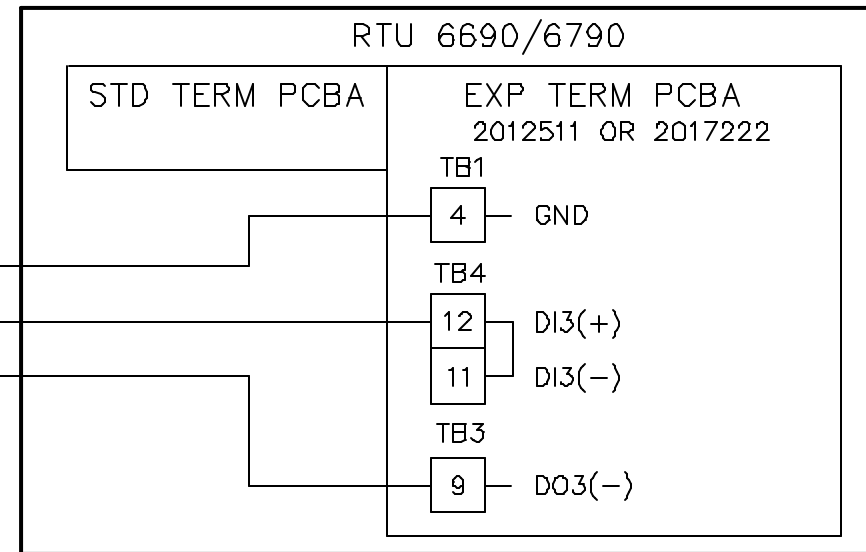 RTU 6690/6790
STD TERM PCBA
EXP TERM PCBA
2012511 OR 2017222
TB1
4
GND
TB4
12
DI3(+)
11
DI3(-)
TB3
9
DO3(-)